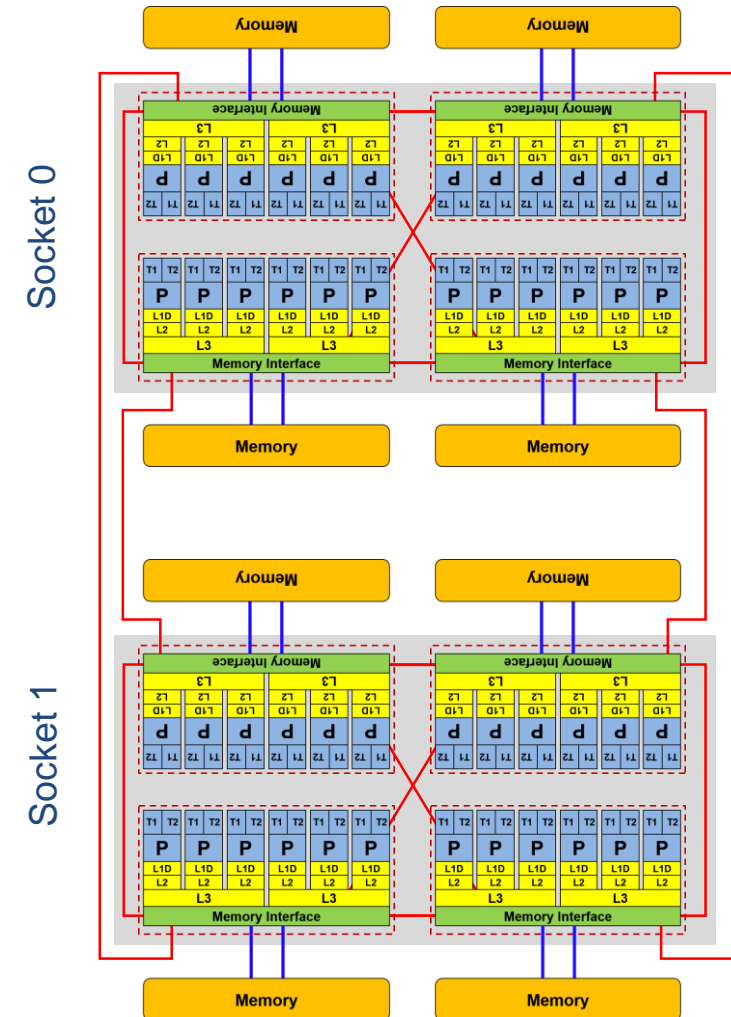 Socket 0
Memory Memory
Memory Interface Memory Interface
L3 L3 L3 L3
L2 L2 L2 L2 L2 L2 L2 L2 L2 L2 L2 L2
L1D L1D L1D L1D L1D L1D L1D L1D L1D L1D L1D L1D
P P P P P P P P P P P P
T2 T1 T2 T1 T2 T1 T2 T1 T2 T1 T2 T1 T2 T1 T2 T1 T2 T1 T2 T1 T2 T1 T2 T1
T1 T2 T1 T2 T1 T2 T1 T2 T1 T2 T1 T2 T1 T2 T1 T2 T1 T2 T1 T2 T1 T2 T1 T2
P P P P P P P P P P P P
L1D L1D L1D L1D L1D L1D L1D L1D L1D L1D L1D L1D
L2 L2 L2 L2 L2 L2 L2 L2 L2 L2 L2 L2
L3 L3 L3 L3
Memory Interface Memory Interface
Memory Memory
Socket 1
Memory Memory
Memory Interface Memory Interface
L3 L3 L3 L3
L2 L2 L2 L2 L2 L2 L2 L2 L2 L2 L2 L2
L1D L1D L1D L1D L1D L1D L1D L1D L1D L1D L1D L1D
P P P P P P P P P P P P
T2 T1 T2 T1 T2 T1 T2 T1 T2 T1 T2 T1 T2 T1 T2 T1 T2 T1 T2 T1 T2 T1 T2 T1
T1 T2 T1 T2 T1 T2 T1 T2 T1 T2 T1 T2 T1 T2 T1 T2 T1 T2 T1 T2 T1 T2 T1 T2
P P P P P P P P P P P P
L1D L1D L1D L1D L1D L1D L1D L1D L1D L1D L1D L1D
L2 L2 L2 L2 L2 L2 L2 L2 L2 L2 L2 L2
L3 L3 L3 L3
Memory Interface Memory Interface
Memory Memory